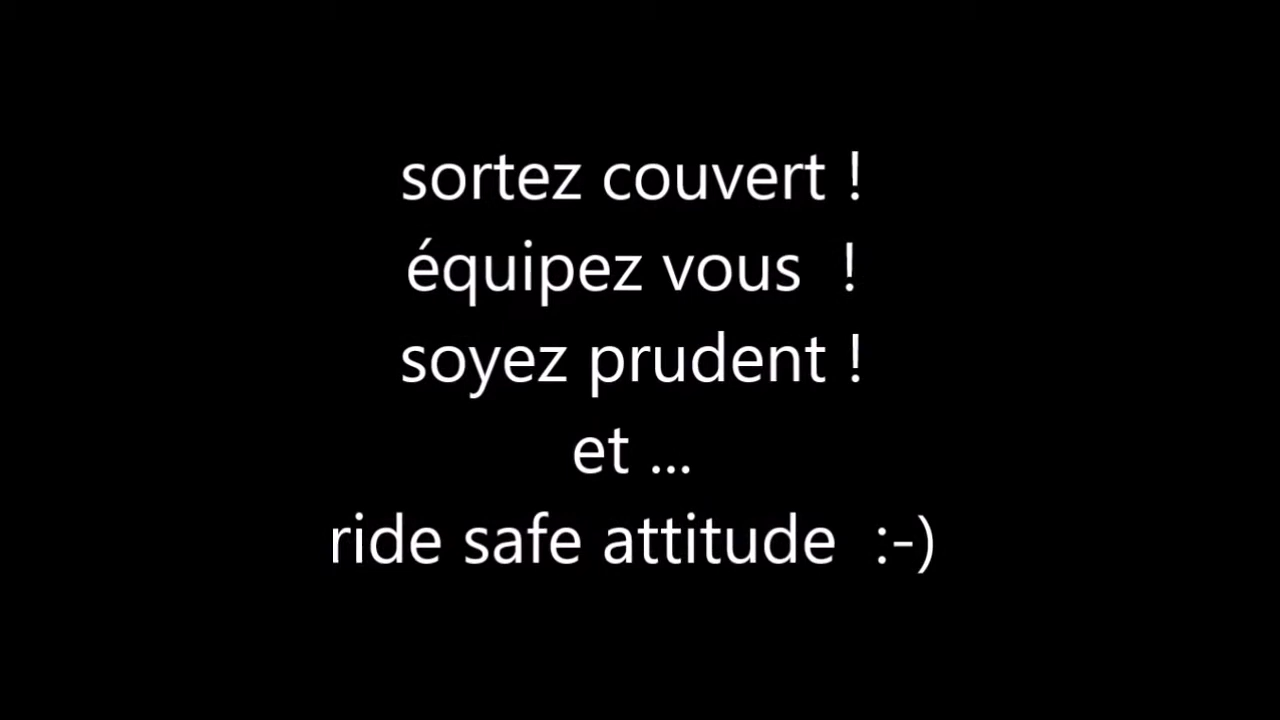 sortez couvert !
équipez vous  !
soyez prudent !
et ...
ride safe attitude  :-)